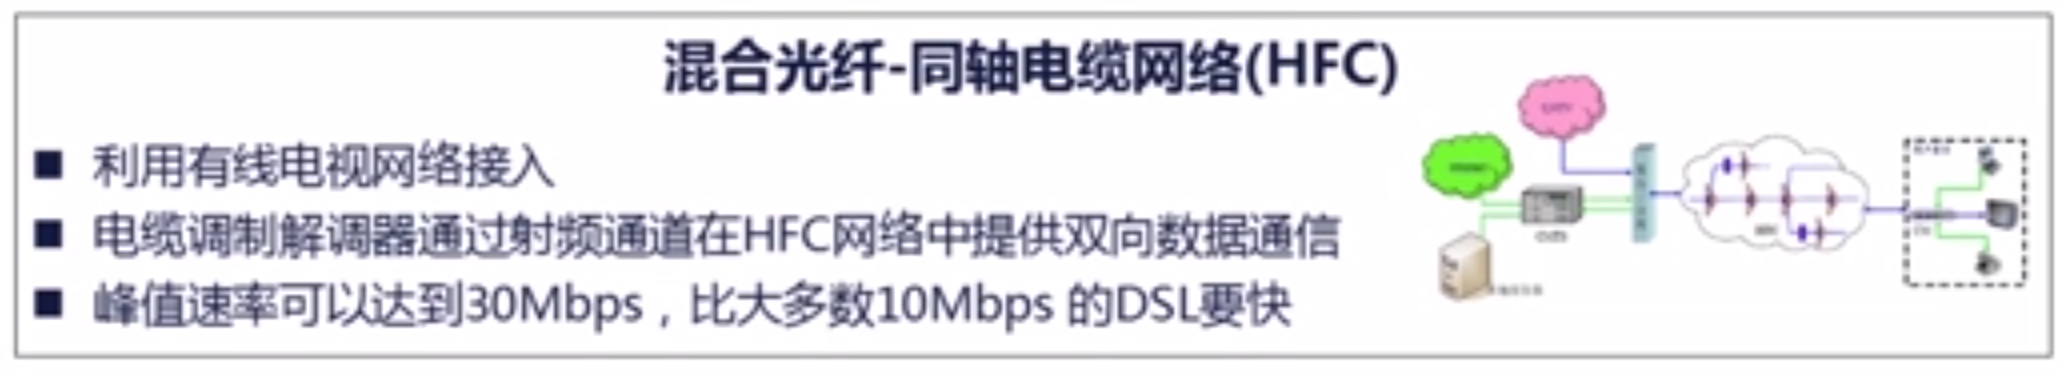 混合光纤-同轴电缆网络(HFC)
■ 利用有线电视网络接入
■ 电缆调制解调器通过射频通道在HFC网络中提供双向数据通信
■ 峰值速率可以达到30Mbps，比大多数10Mbps 的DSL要快